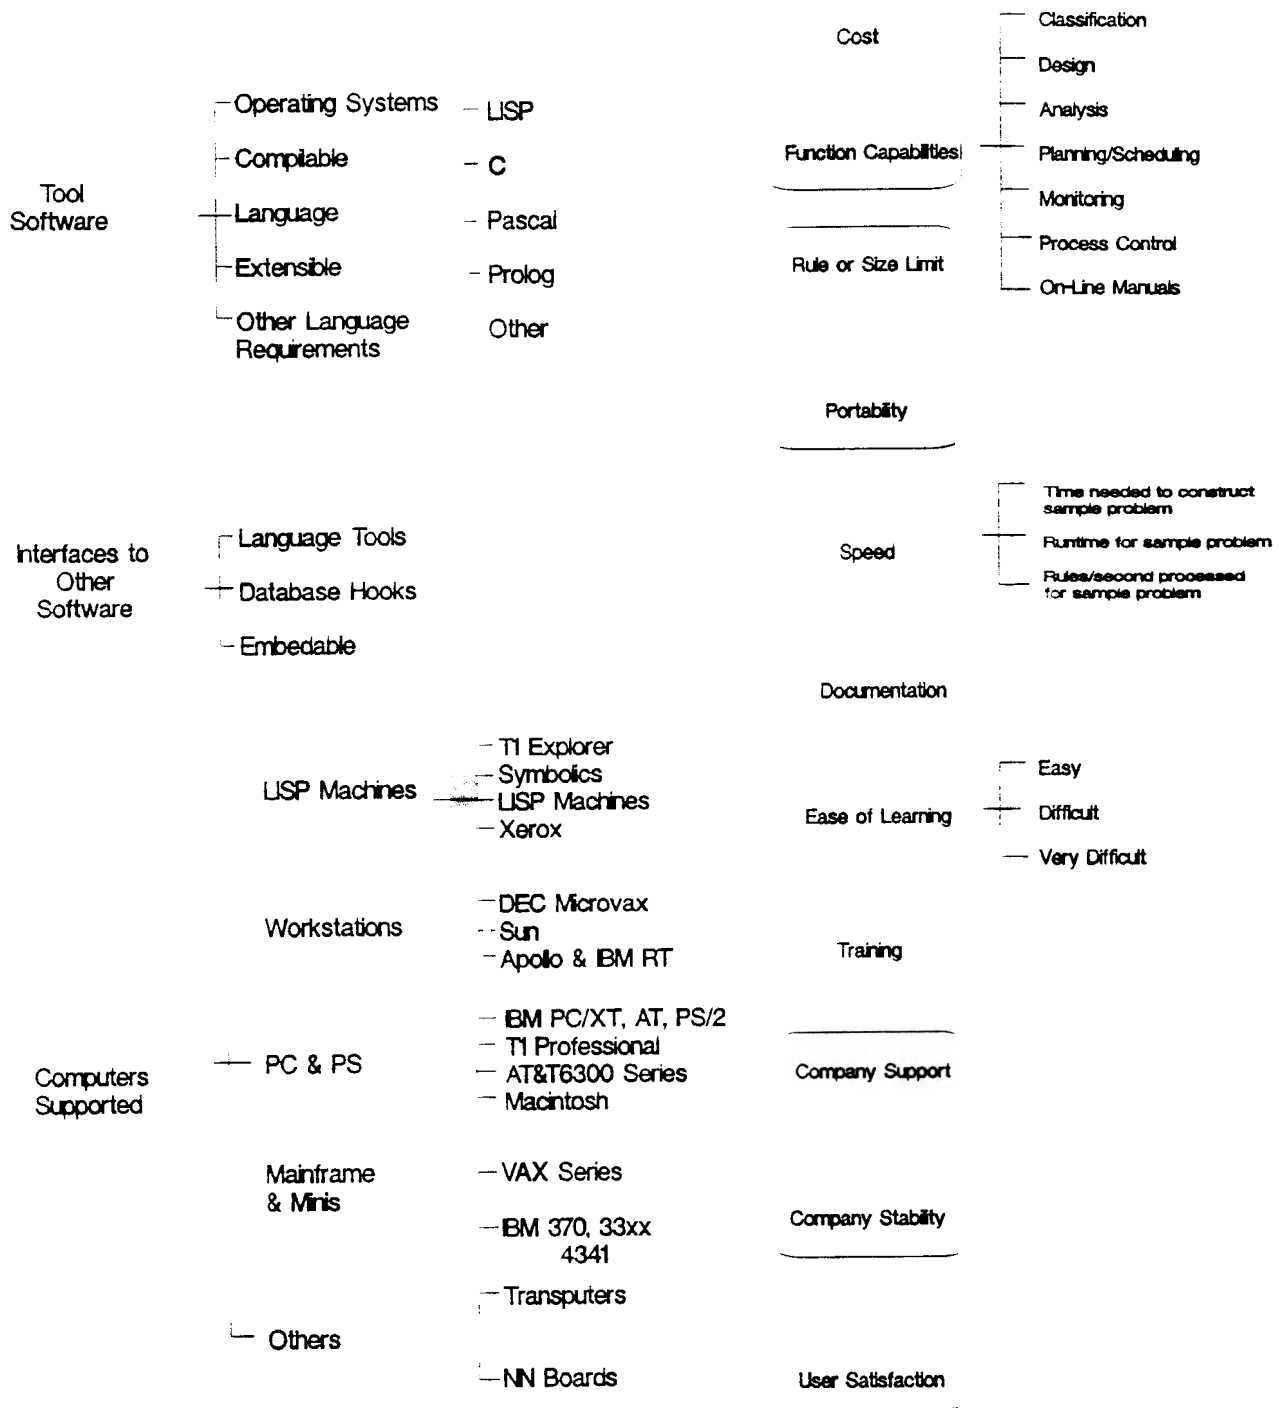 Tool
Software
Operating Systems
Compilable
Language
Extensible
Other Language
Requirements
LISP
C
Pascal
Prolog
Other
Interfaces to
Other
Software
Language Tools
Database Hooks
Embedable
Computers
Supported
LISP Machines
T1 Explorer
Symbolics
LISP Machines
Xerox
Workstations
DEC Microvax
Sun
Apollo & IBM RT
PC & PS
IBM PC/XT, AT, PS/2
T1 Professional
AT&T6300 Series
Macintosh
Mainframe
& Minis
VAX Series
IBM 370, 33xx
4341
Others
Transputers
NN Boards
Cost
Function Capabilities
Classification
Design
Analysis
Planning/Scheduling
Monitoring
Process Control
On-Line Manuals
Rule or Size Limit
Portability
Speed
Time needed to construct
sample problem
Runtime for sample problem
Rules/second processed
for sample problem
Documentation
Ease of Learning
Easy
Difficult
Very Difficult
Training
Company Support
Company Stability
User Satisfaction